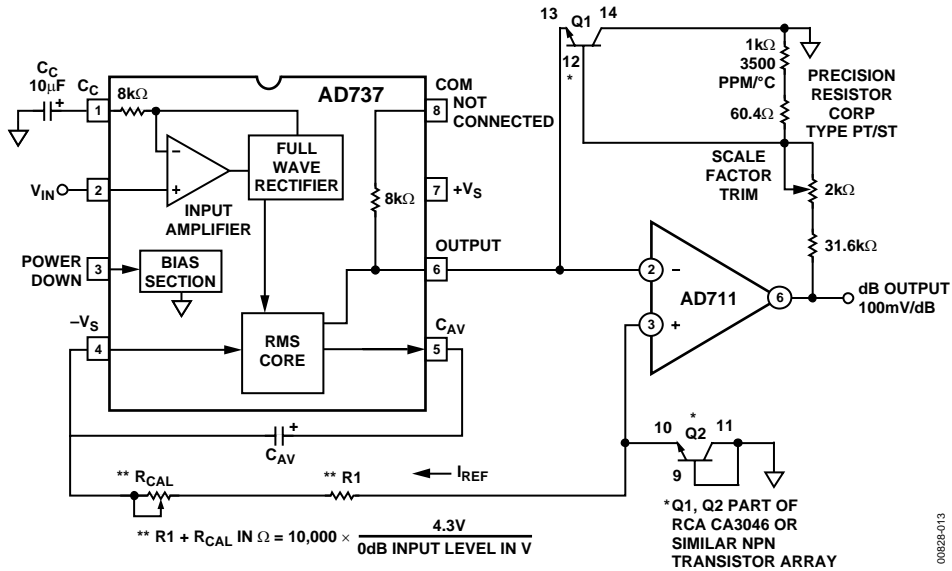 13 Q1 14
12
*
1kΩ
3500
PPM/°C
60.4Ω
PRECISION
RESISTOR
CORP
TYPE PT/ST
SCALE
FACTOR
TRIM
2kΩ
31.6kΩ
CC
10µF
+
CC
1
8kΩ
AD737
COM
8
NOT
CONNECTED
FULL
WAVE
RECTIFIER
−
+
VIN
2
INPUT
AMPLIFIER
8kΩ
7
+VS
POWER
DOWN
3
BIAS
SECTION
OUTPUT
6
−VS
4
RMS
CORE
CAV
5
2
−
AD711
3
+
6
dB OUTPUT
100mV/dB
+
CAV
** RCAL
** R1
IREF
10
*
Q2
11
9
** R1 + RCAL IN Ω = 10,000 × 4.3V
0dB INPUT LEVEL IN V
*Q1, Q2 PART OF
RCA CA3046 OR
SIMILAR NPN
TRANSISTOR ARRAY
00828-013